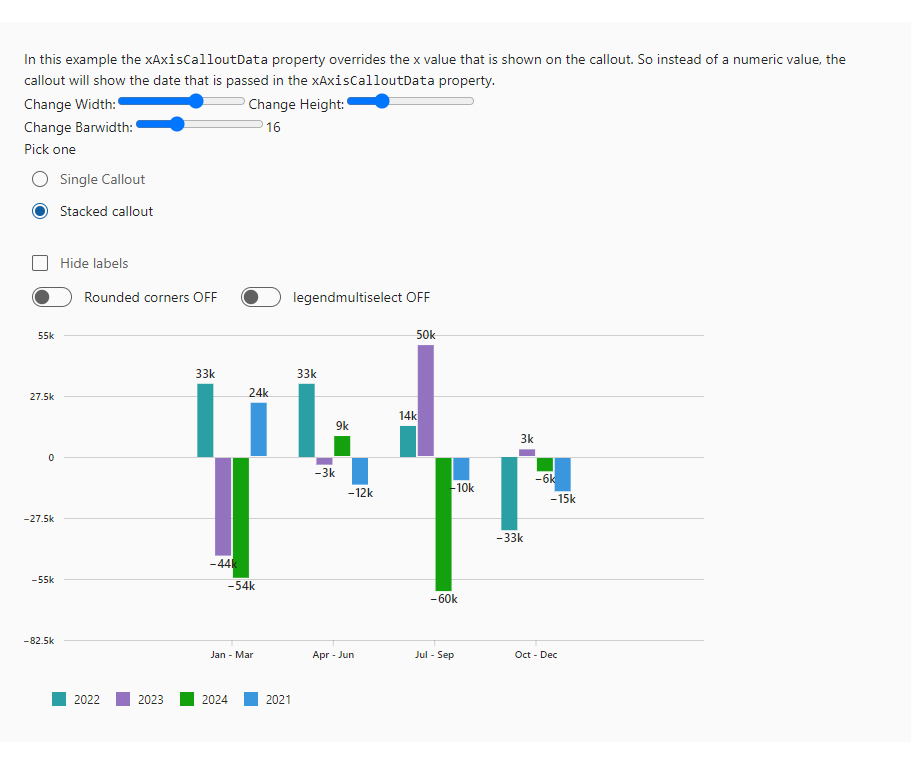 In this example the xAxisCalloutData property overrides the x value that is shown on the callout. So instead of a numeric value, the
callout will show the date that is passed in the xAxisCalloutData property.
Change Width: Change Height:
Change Barwidth: 16
Pick one
Single Callout
Stacked callout
Hide labels
Rounded corners OFF legendmultiselect OFF
55k
50k
33k
33k
27.5k
24k
14k
9k
3k
0
−3k
−6k
−10k
−12k
−15k
−27.5k
−33k
−44k
−55k
−54k
−60k
−82.5k
Jan - Mar Apr - Jun Jul - Sep Oct - Dec
2022 2023 2024 2021